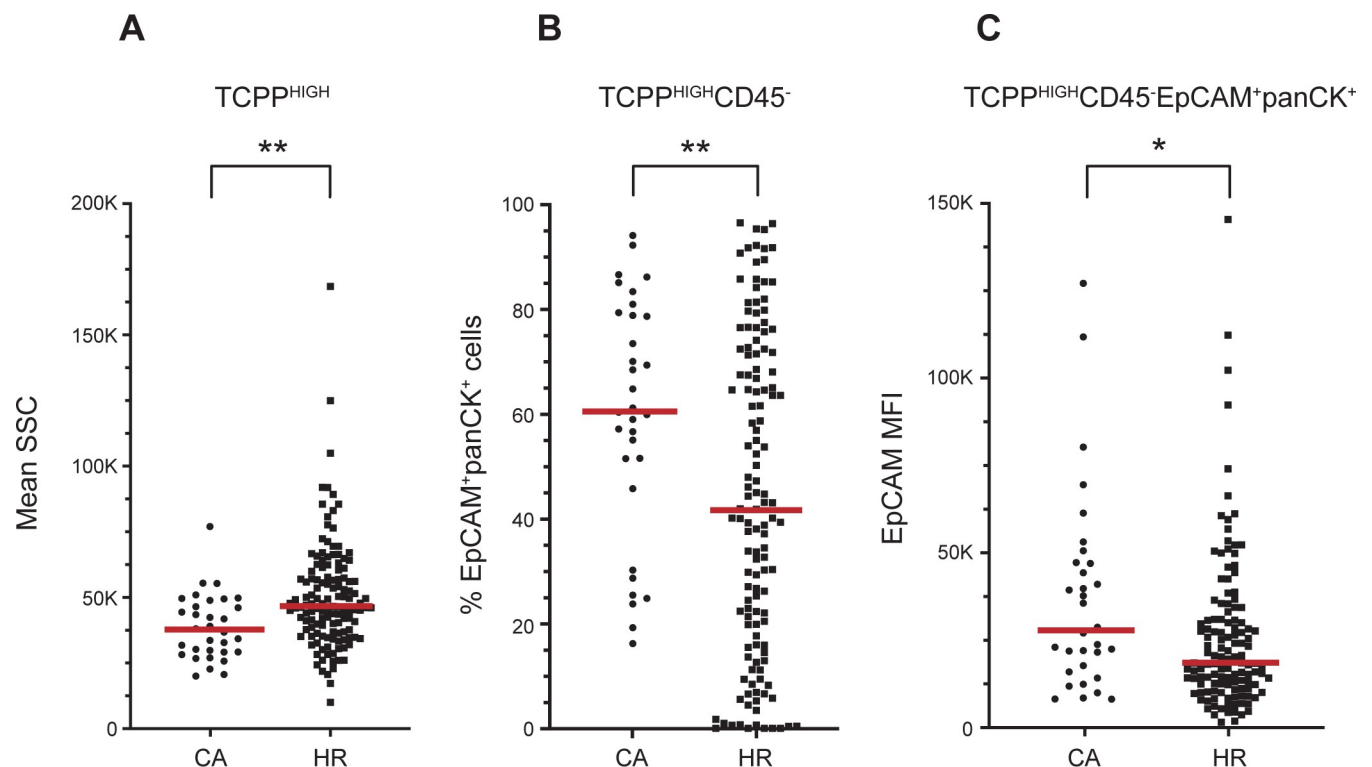 A
TCPPᴴᴵᴳᴴ
**
200K
150K
100K
50K
0
Mean SSC
CA HR
B
TCPPᴴᴵᴳᴴCD45⁻
**
100
80
60
40
20
0
% EpCAM⁺panCK⁺ cells
CA HR
C
TCPPᴴᴵᴳᴴCD45⁻EpCAM⁺panCK⁺
*
150K
100K
50K
0
EpCAM MFI
CA HR